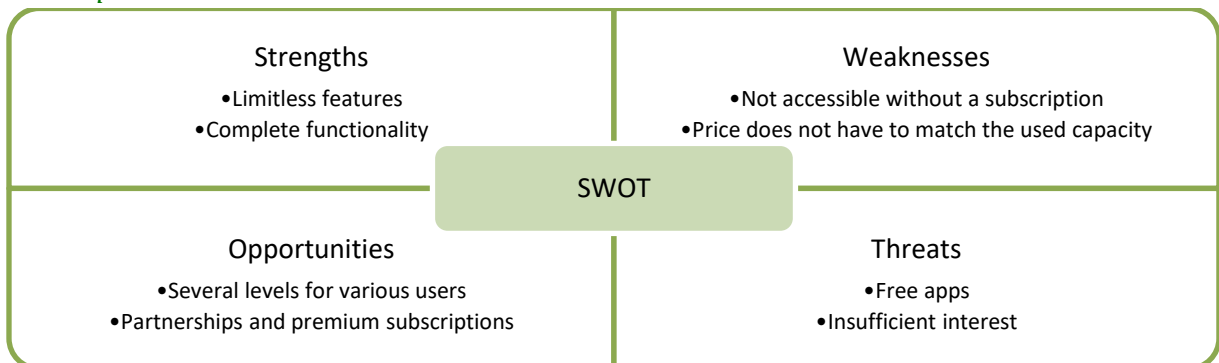 Strengths
•Limitless features
•Complete functionality
Weaknesses
•Not accessible without a subscription
•Price does not have to match the used capacity
SWOT
Opportunities
•Several levels for various users
•Partnerships and premium subscriptions
Threats
•Free apps
•Insufficient interest